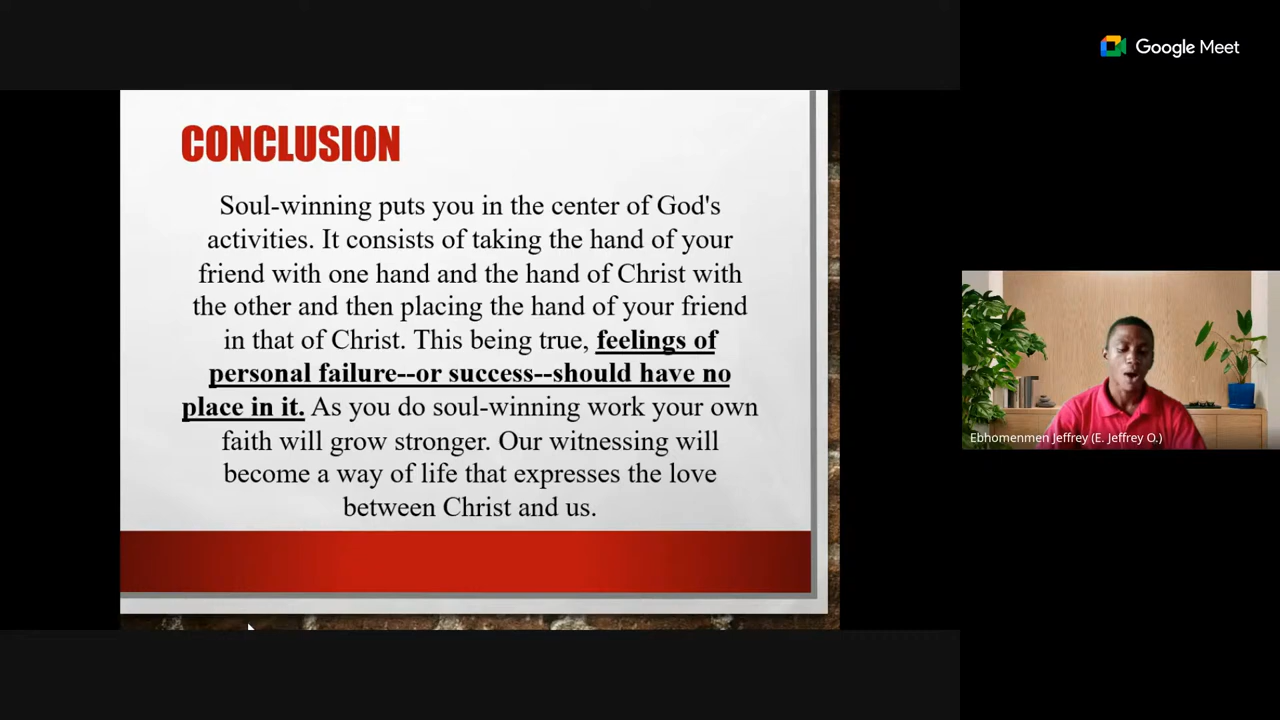 Google Meet
CONCLUSION
Soul-winning puts you in the center of God's
activities. It consists of taking the hand of your
friend with one hand and the hand of Christ with
the other and then placing the hand of your friend
in that of Christ. This being true, feelings of
personal failure--or success--should have no
place in it. As you do soul-winning work your own
faith will grow stronger. Our witnessing will
become a way of life that expresses the love
between Christ and us.
Ebhomenmen Jeffrey (E. Jeffrey O.)